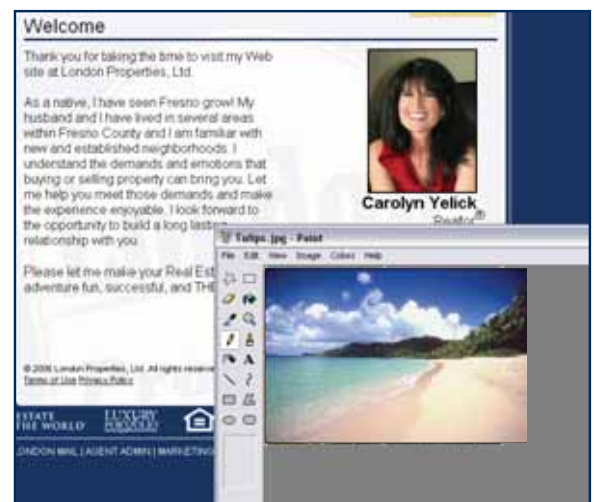 Welcome
Thank you for taking the time to visit my Web
site at London Properties, Ltd.
As a native, I have seen Fresno grow! My
husband and I have lived in several areas
within Fresno County and I am familiar with
new and established neighborhoods. I
understand the demands and emotions that
buying or selling property can bring you. Let
me help you meet those demands and make
the experience enjoyable. I look forward to
the opportunity to build a long lasting
relationship with you.
Please let me make your Real Est
adventure fun, successful, and THE
Carolyn Yelick
Realtor®
© 2006 London Properties, Ltd. All rights reserve
Terms of Use Privacy Policy
ESTATE
THE WORLD
LUXURY
PORTFOLIO
LONDON MAIL | AGENT ADMIN | MARKETING
Tulips.jpg - Paint
File Edit View Image Colors Help
A